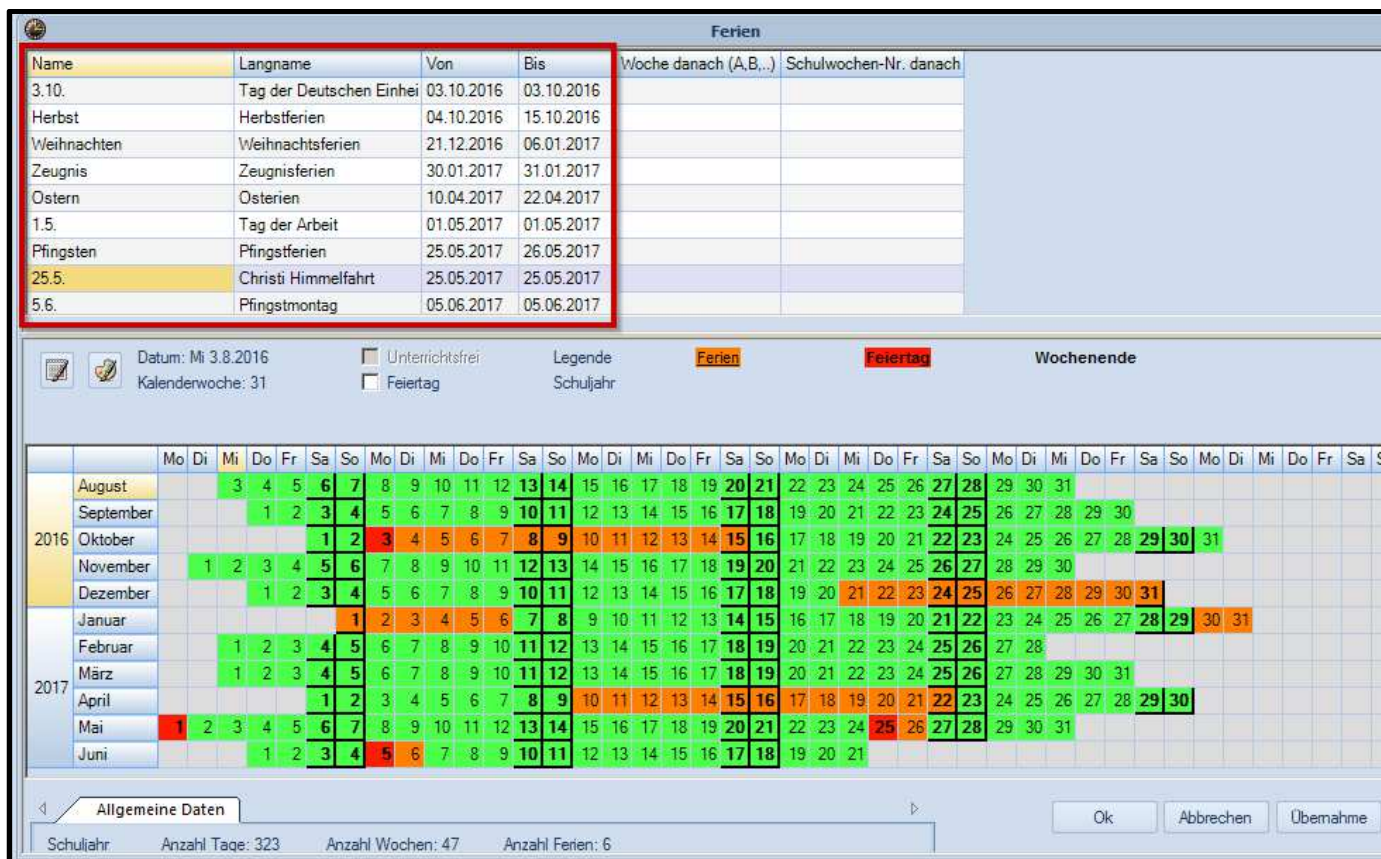 Ferien
Name Langname Von Bis Woche danach (A,B,..) Schulwochen-Nr. danach
3.10. Tag der Deutschen Einhei 03.10.2016 03.10.2016
Herbst Herbstferien 04.10.2016 15.10.2016
Weihnachten Weihnachtsferien 21.12.2016 06.01.2017
Zeugnis Zeugnisferien 30.01.2017 31.01.2017
Ostern Osterien 10.04.2017 22.04.2017
1.5. Tag der Arbeit 01.05.2017 01.05.2017
Pfingsten Pfingstferien 25.05.2017 26.05.2017
25.5. Christi Himmelfahrt 25.05.2017 25.05.2017
5.6. Pfingstmontag 05.06.2017 05.06.2017
Datum: Mi 3.8.2016 Unterrichtsfrei Legende Ferien Feiertag Wochenende
Kalenderwoche: 31 Feiertag Schuljahr
Mo Di Mi Do Fr Sa So Mo Di Mi Do Fr Sa So Mo Di Mi Do Fr Sa So Mo Di Mi Do Fr Sa So Mo Di Mi Do Fr Sa So Mo Di Mi Do Fr Sa S
August 3 4 5 6 7 8 9 10 11 12 13 14 15 16 17 18 19 20 21 22 23 24 25 26 27 28 29 30 31
September 1 2 3 4 5 6 7 8 9 10 11 12 13 14 15 16 17 18 19 20 21 22 23 24 25 26 27 28 29 30
2016 Oktober 1 2 3 4 5 6 7 8 9 10 11 12 13 14 15 16 17 18 19 20 21 22 23 24 25 26 27 28 29 30 31
November 1 2 3 4 5 6 7 8 9 10 11 12 13 14 15 16 17 18 19 20 21 22 23 24 25 26 27 28 29 30
Dezember 1 2 3 4 5 6 7 8 9 10 11 12 13 14 15 16 17 18 19 20 21 22 23 24 25 26 27 28 29 30 31
Januar 1 2 3 4 5 6 7 8 9 10 11 12 13 14 15 16 17 18 19 20 21 22 23 24 25 26 27 28 29 30 31
Februar 1 2 3 4 5 6 7 8 9 10 11 12 13 14 15 16 17 18 19 20 21 22 23 24 25 26 27 28
März 1 2 3 4 5 6 7 8 9 10 11 12 13 14 15 16 17 18 19 20 21 22 23 24 25 26 27 28 29 30 31
2017 April 1 2 3 4 5 6 7 8 9 10 11 12 13 14 15 16 17 18 19 20 21 22 23 24 25 26 27 28 29 30
Mai 1 2 3 4 5 6 7 8 9 10 11 12 13 14 15 16 17 18 19 20 21 22 23 24 25 26 27 28 29 30 31
Juni 1 2 3 4 5 6 7 8 9 10 11 12 13 14 15 16 17 18 19 20 21
Allgemeine Daten Ok Abbrechen Übernahme
Schuljahr Anzahl Tage: 323 Anzahl Wochen: 47 Anzahl Ferien: 6